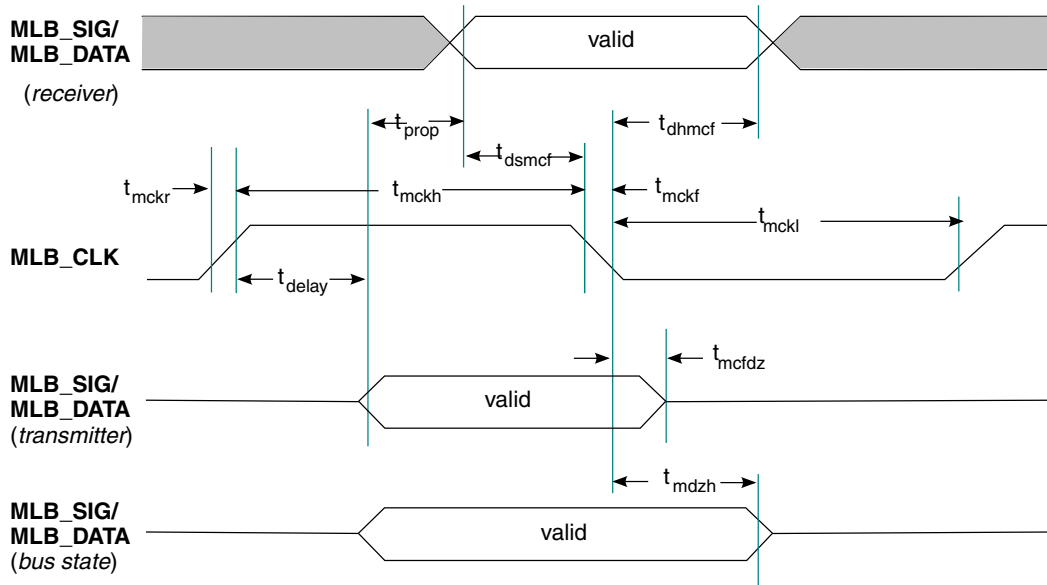 MLB_SIG/
MLB_DATA
(receiver)
valid
tprop
tdhmcf
tdsmcf
tmckr
tmckh
tmckf
tmckl
MLB_CLK
tdelay
tmcfdz
MLB_SIG/
MLB_DATA
(transmitter)
valid
tmdzh
MLB_SIG/
MLB_DATA
(bus state)
valid